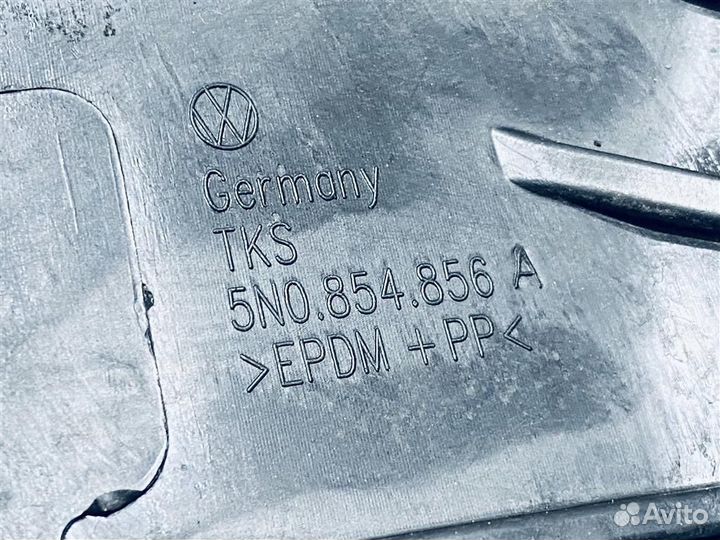 Germany
TKS
5N0.854.856 A
>EPDM + PP<
Avito